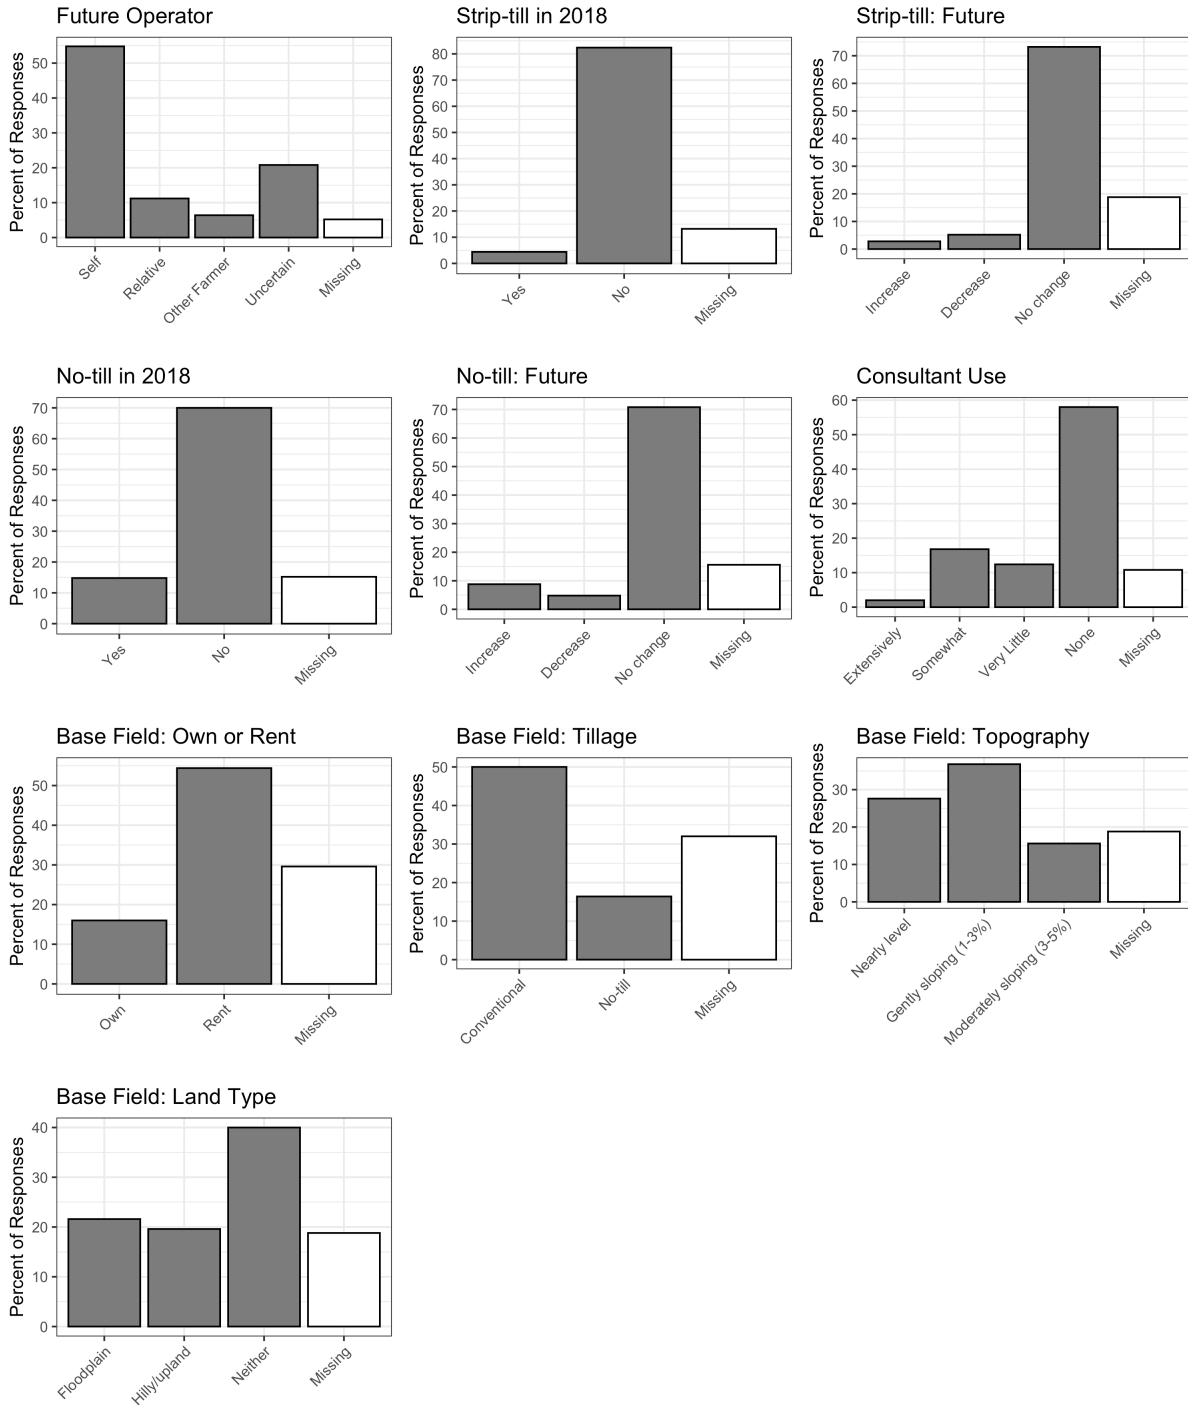 Future Operator
Percent of Responses
50
40
30
20
10
0
Self
Relative
Other Farmer
Uncertain
Missing
Strip-till in 2018
Percent of Responses
80
70
60
50
40
30
20
10
0
Yes
No
Missing
Strip-till: Future
Percent of Responses
70
60
50
40
30
20
10
0
Increase
Decrease
No change
Missing
No-till in 2018
Percent of Responses
70
60
50
40
30
20
10
0
Yes
No
Missing
No-till: Future
Percent of Responses
70
60
50
40
30
20
10
0
Increase
Decrease
No change
Missing
Consultant Use
Percent of Responses
60
50
40
30
20
10
0
Extensively
Somewhat
Very Little
None
Missing
Base Field: Own or Rent
Percent of Responses
50
40
30
20
10
0
Own
Rent
Missing
Base Field: Tillage
Percent of Responses
50
40
30
20
10
0
Conventional
No-till
Missing
Base Field: Topography
Percent of Responses
30
20
10
0
Nearly level
Gently sloping (1-3%)
Moderately sloping (3-5%)
Missing
Base Field: Land Type
Percent of Responses
40
30
20
10
0
Floodplain
Hilly/upland
Neither
Missing